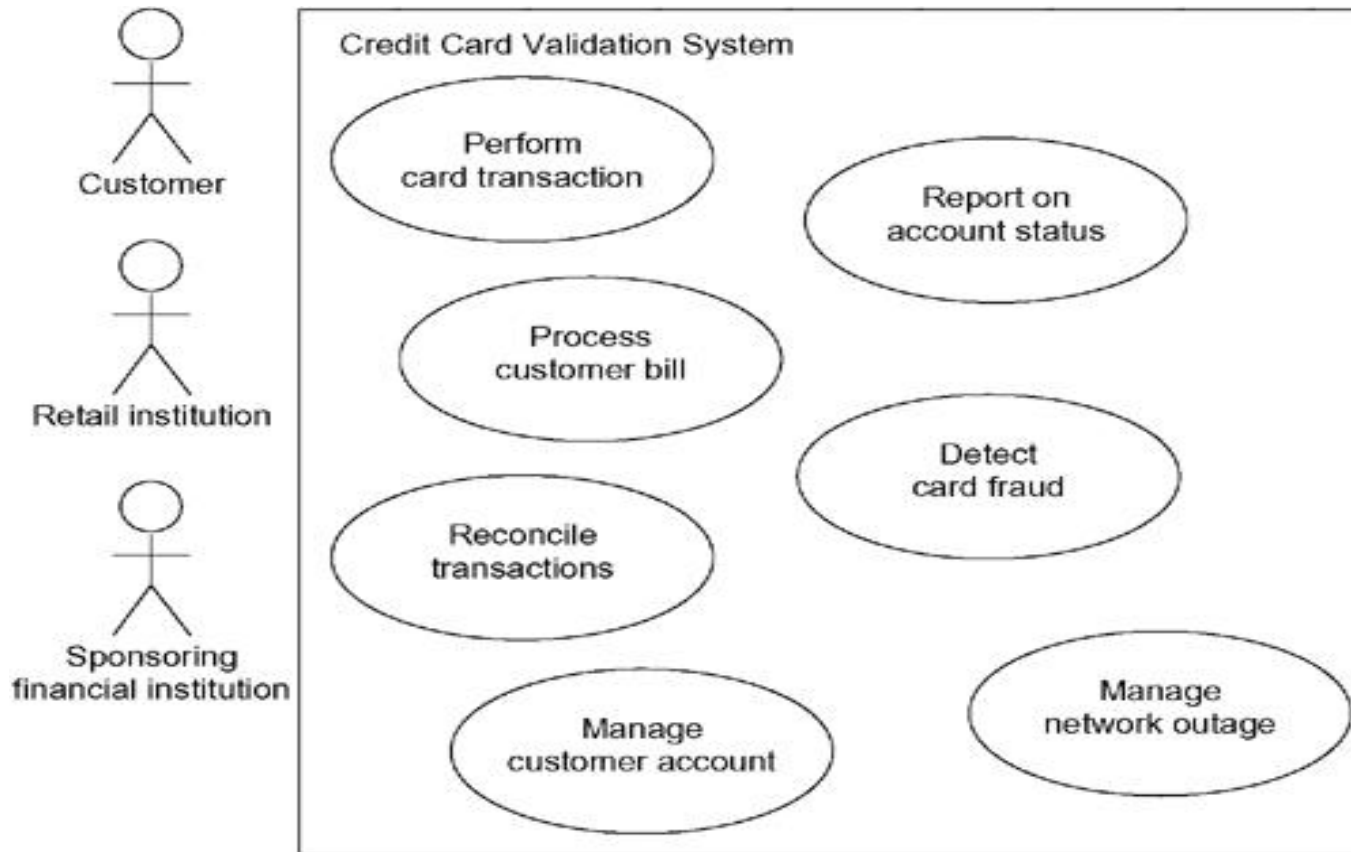 Credit Card Validation System
Customer
Retail institution
Sponsoring
financial institution
Perform
card transaction
Report on
account status
Process
customer bill
Detect
card fraud
Reconcile
transactions
Manage
customer account
Manage
network outage